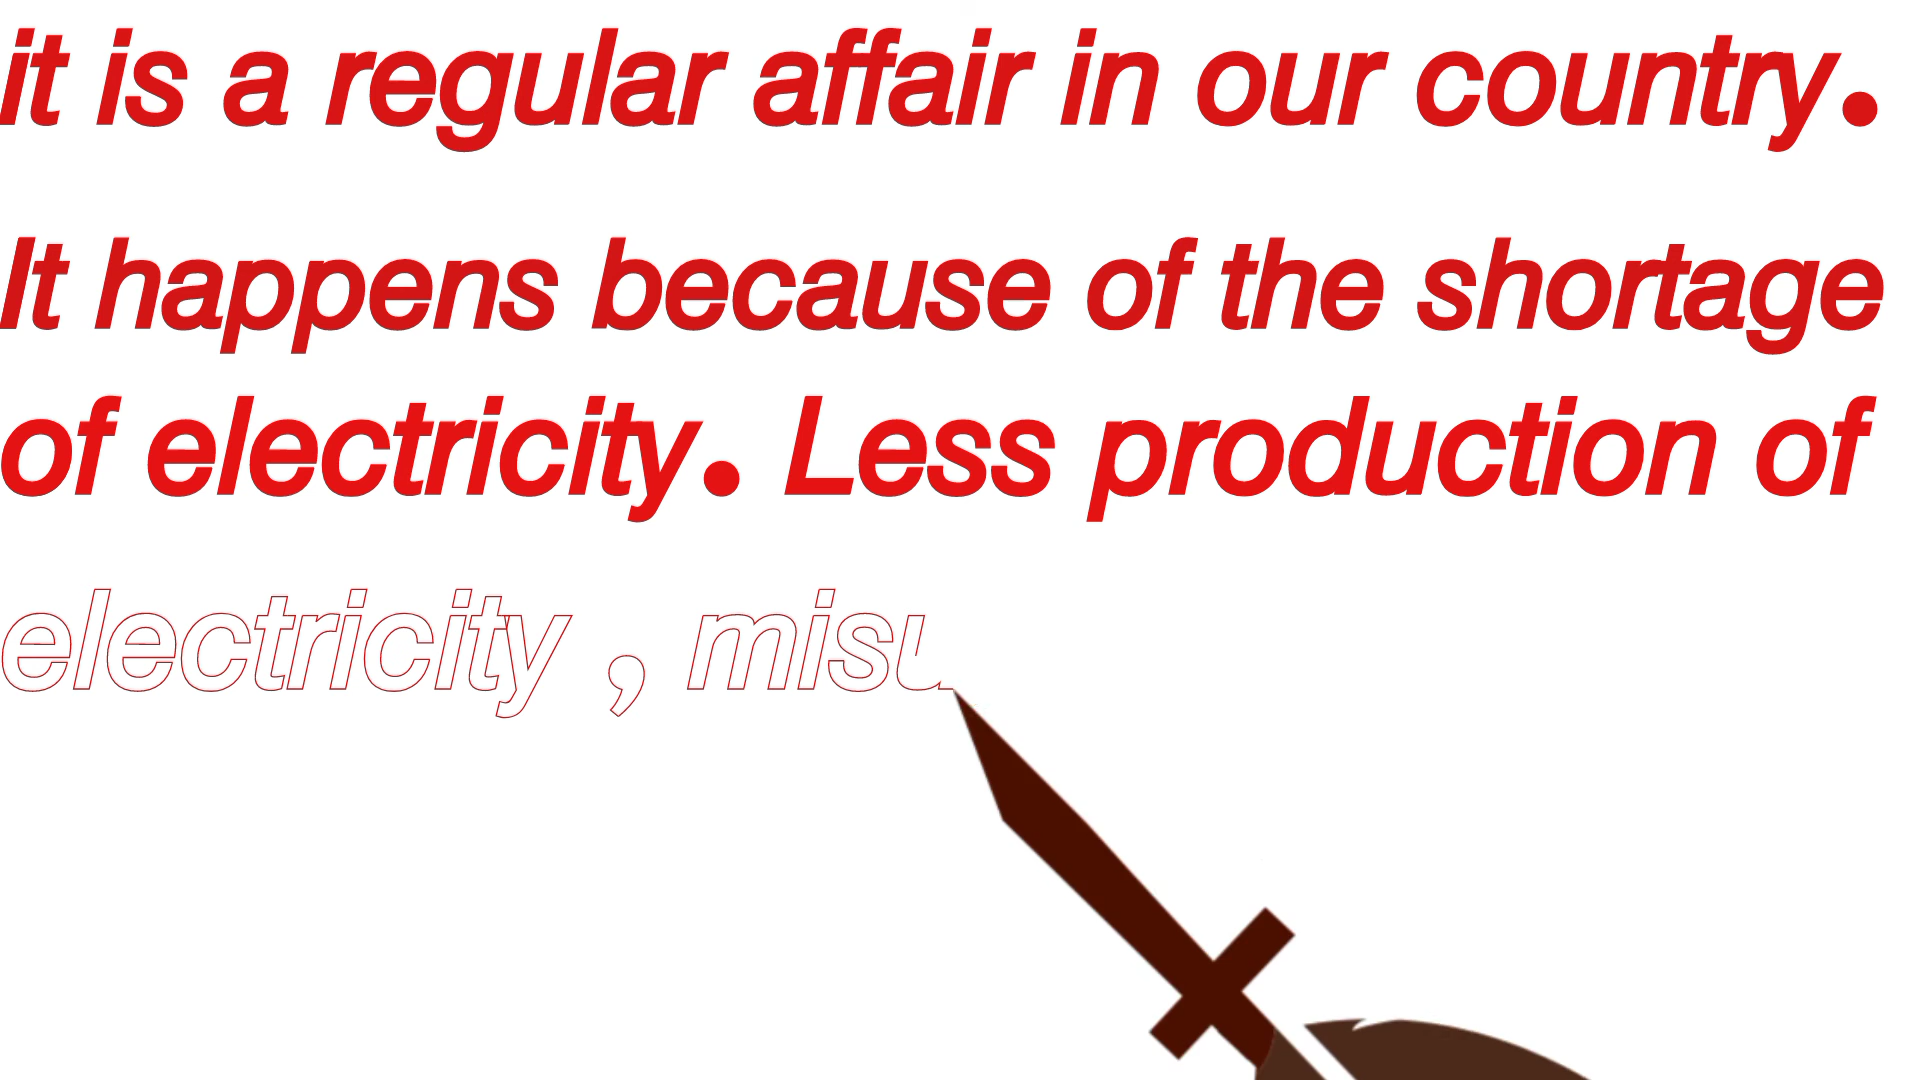 it is a regular affair in our country.
It happens because of the shortage
of electricity. Less production of
electricity , misu